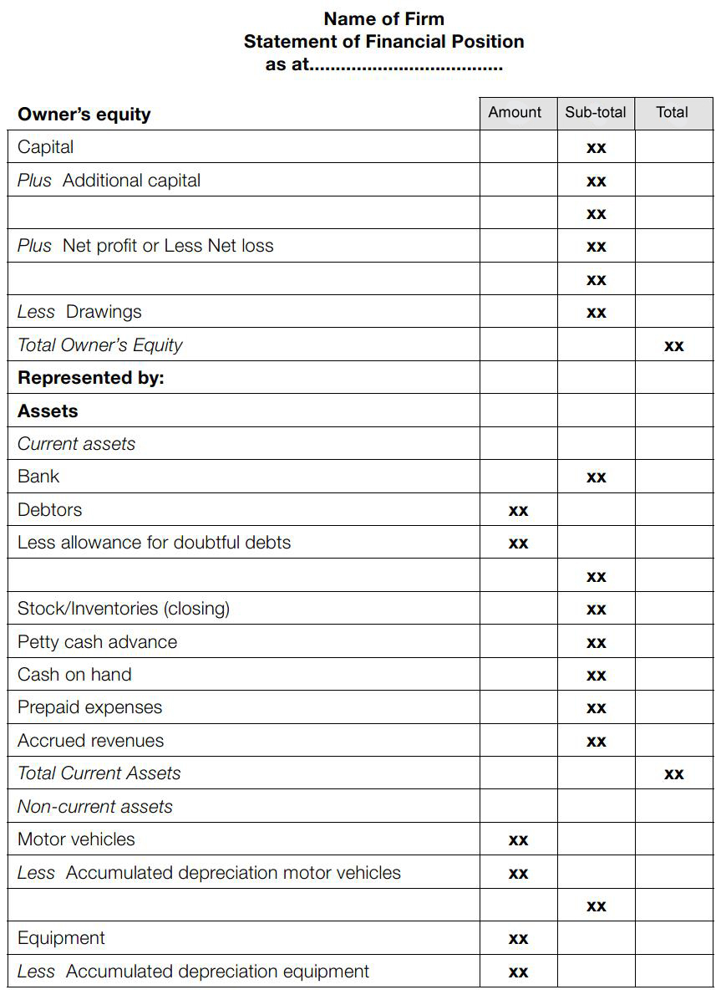 Name of Firm
Statement of Financial Position
as at.....................................
Owner's equity Amount Sub-total Total
Capital xx
Plus Additional capital xx
xx
Plus Net profit or Less Net loss xx
xx
Less Drawings xx
Total Owner's Equity xx
Represented by:
Assets
Current assets
Bank xx
Debtors xx
Less allowance for doubtful debts xx
xx
Stock/Inventories (closing) xx
Petty cash advance xx
Cash on hand xx
Prepaid expenses xx
Accrued revenues xx
Total Current Assets xx
Non-current assets
Motor vehicles xx
Less Accumulated depreciation motor vehicles xx
xx
Equipment xx
Less Accumulated depreciation equipment xx